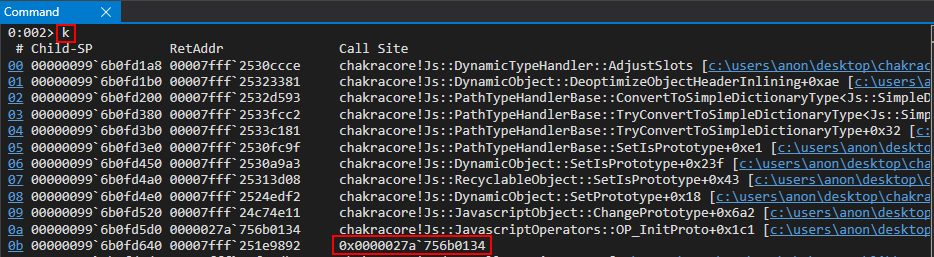 Command X
0:002> k
# Child-SP RetAddr Call Site
00 00000099`6b0fd1a8 00007fff`2530ccce chakracore!Js::DynamicTypeHandler::AdjustSlots [c:\users\anon\desktop\chakrac
01 00000099`6b0fd1b0 00007fff`25323381 chakracore!Js::DynamicObject::DeoptimizeObjectHeaderInlining+0xae [c:\users\
02 00000099`6b0fd200 00007fff`2532d593 chakracore!Js::PathTypeHandlerBase::ConvertToSimpleDictionaryType<Js::SimpleD
03 00000099`6b0fd380 00007fff`2533fcc2 chakracore!Js::PathTypeHandlerBase::TryConvertToSimpleDictionaryType<Js::Simp
04 00000099`6b0fd3b0 00007fff`2533c181 chakracore!Js::PathTypeHandlerBase::TryConvertToSimpleDictionaryType+0x32 [c
05 00000099`6b0fd3e0 00007fff`2530fc9f chakracore!Js::PathTypeHandlerBase::SetIsPrototype+0xe1 [c:\users\anon\deskto
06 00000099`6b0fd450 00007fff`2530a9a3 chakracore!Js::DynamicObject::SetIsPrototype+0x23f [c:\users\anon\desktop\cha
07 00000099`6b0fd4a0 00007fff`25313d08 chakracore!Js::RecyclableObject::SetIsPrototype+0x43 [c:\users\anon\desktop\c
08 00000099`6b0fd4e0 00007fff`2524edf2 chakracore!Js::DynamicObject::SetPrototype+0x18 [c:\users\anon\desktop\chakra
09 00000099`6b0fd520 00007fff`24c74e11 chakracore!Js::JavascriptObject::ChangePrototype+0x6a2 [c:\users\anon\desktop
0a 00000099`6b0fd5d0 0000027a`756b0134 chakracore!Js::JavascriptOperators::OP_InitProto+0x1c1 [c:\users\anon\desktop
0b 00000099`6b0fd640 00007fff`251e9892 0x0000027a`756b0134